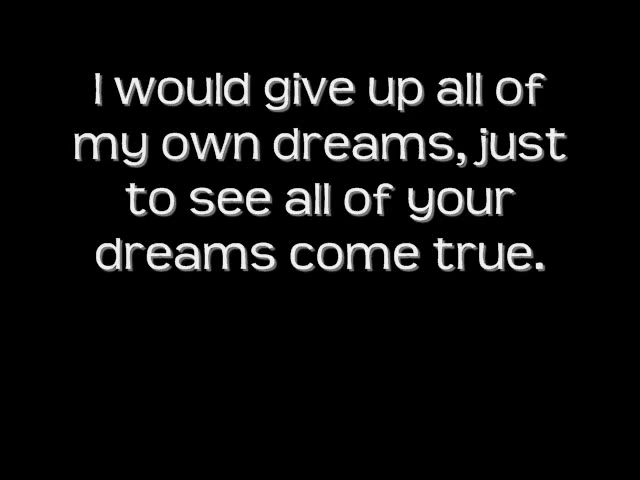 I would give up all of
my own dreams, just
to see all of your
dreams come true.